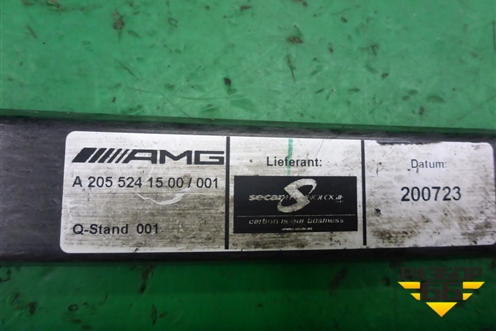 AMG
A 205 524 15 00 / 001
Q-Stand 001
Lieferant:
carbon is our business
Datum:
200723